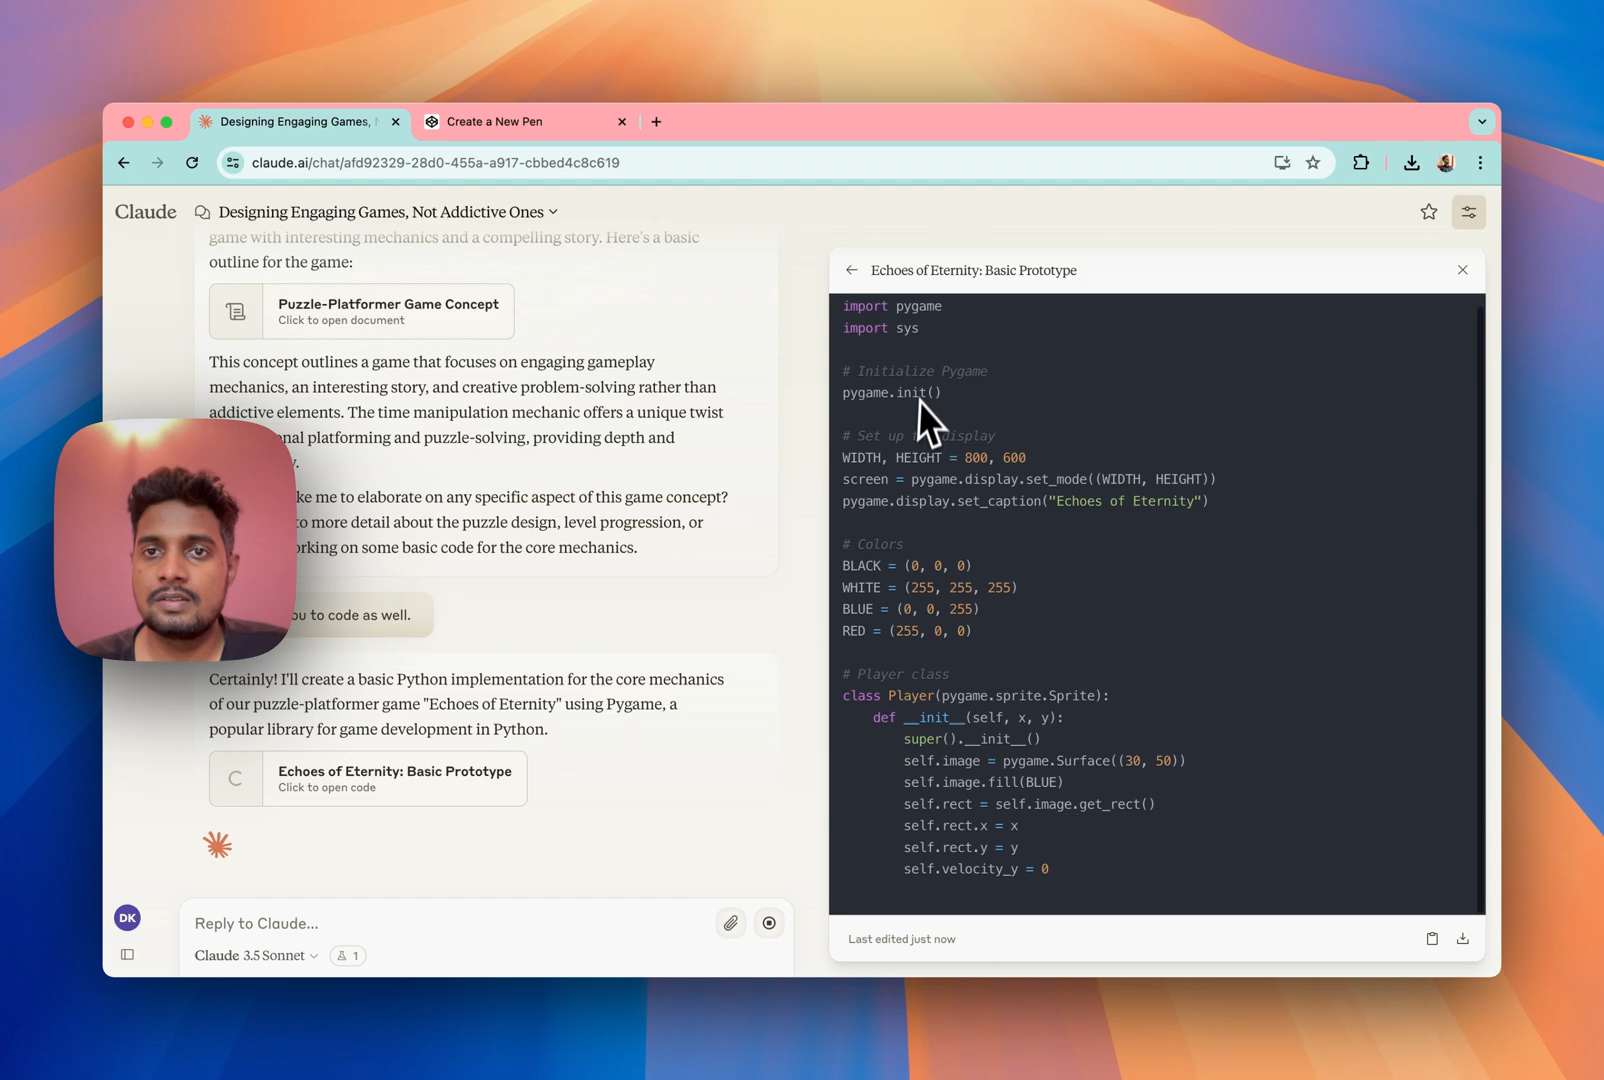 Designing Engaging Games,
Create a New Pen
claude.ai/chat/afd92329-28d0-455a-a917-cbbed4c8c619
Claude
Designing Engaging Games, Not Addictive Ones
game with interesting mechanics and a compelling story. Here's a basic
outline for the game:
Puzzle-Platformer Game Concept
Click to open document
This concept outlines a game that focuses on engaging gameplay
mechanics, an interesting story, and creative problem-solving rather than
addictive elements. The time manipulation mechanic offers a unique twist
nal platforming and puzzle-solving, providing depth and
y.
ke me to elaborate on any specific aspect of this game concept?
to more detail about the puzzle design, level progression, or
rking on some basic code for the core mechanics.
ou to code as well.
Certainly! I'll create a basic Python implementation for the core mechanics
of our puzzle-platformer game "Echoes of Eternity" using Pygame, a
popular library for game development in Python.
Echoes of Eternity: Basic Prototype
Click to open code
DK
Reply to Claude...
Claude 3.5 Sonnet
1
Echoes of Eternity: Basic Prototype
import pygame
import sys
# Initialize Pygame
pygame.init()
# Set up display
WIDTH, HEIGHT = 800, 600
screen = pygame.display.set_mode((WIDTH, HEIGHT))
pygame.display.set_caption("Echoes of Eternity")
# Colors
BLACK = (0, 0, 0)
WHITE = (255, 255, 255)
BLUE = (0, 0, 255)
RED = (255, 0, 0)
# Player class
class Player(pygame.sprite.Sprite):
def __init__(self, x, y):
super().__init__()
self.image = pygame.Surface((30, 50))
self.image.fill(BLUE)
self.rect = self.image.get_rect()
self.rect.x = x
self.rect.y = y
self.velocity_y = 0
Last edited just now